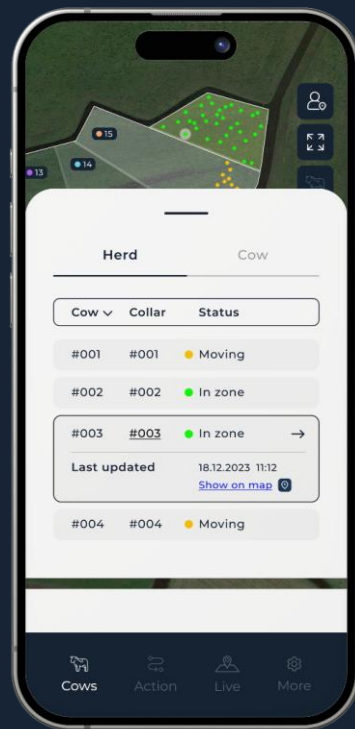 15
14
13
Herd Cow
Cow Collar Status
#001 #001 Moving
#002 #002 In zone
#003 #003 In zone
Last updated 18.12.2023 11:12
Show on map
#004 #004 Moving
Cows Action Live More